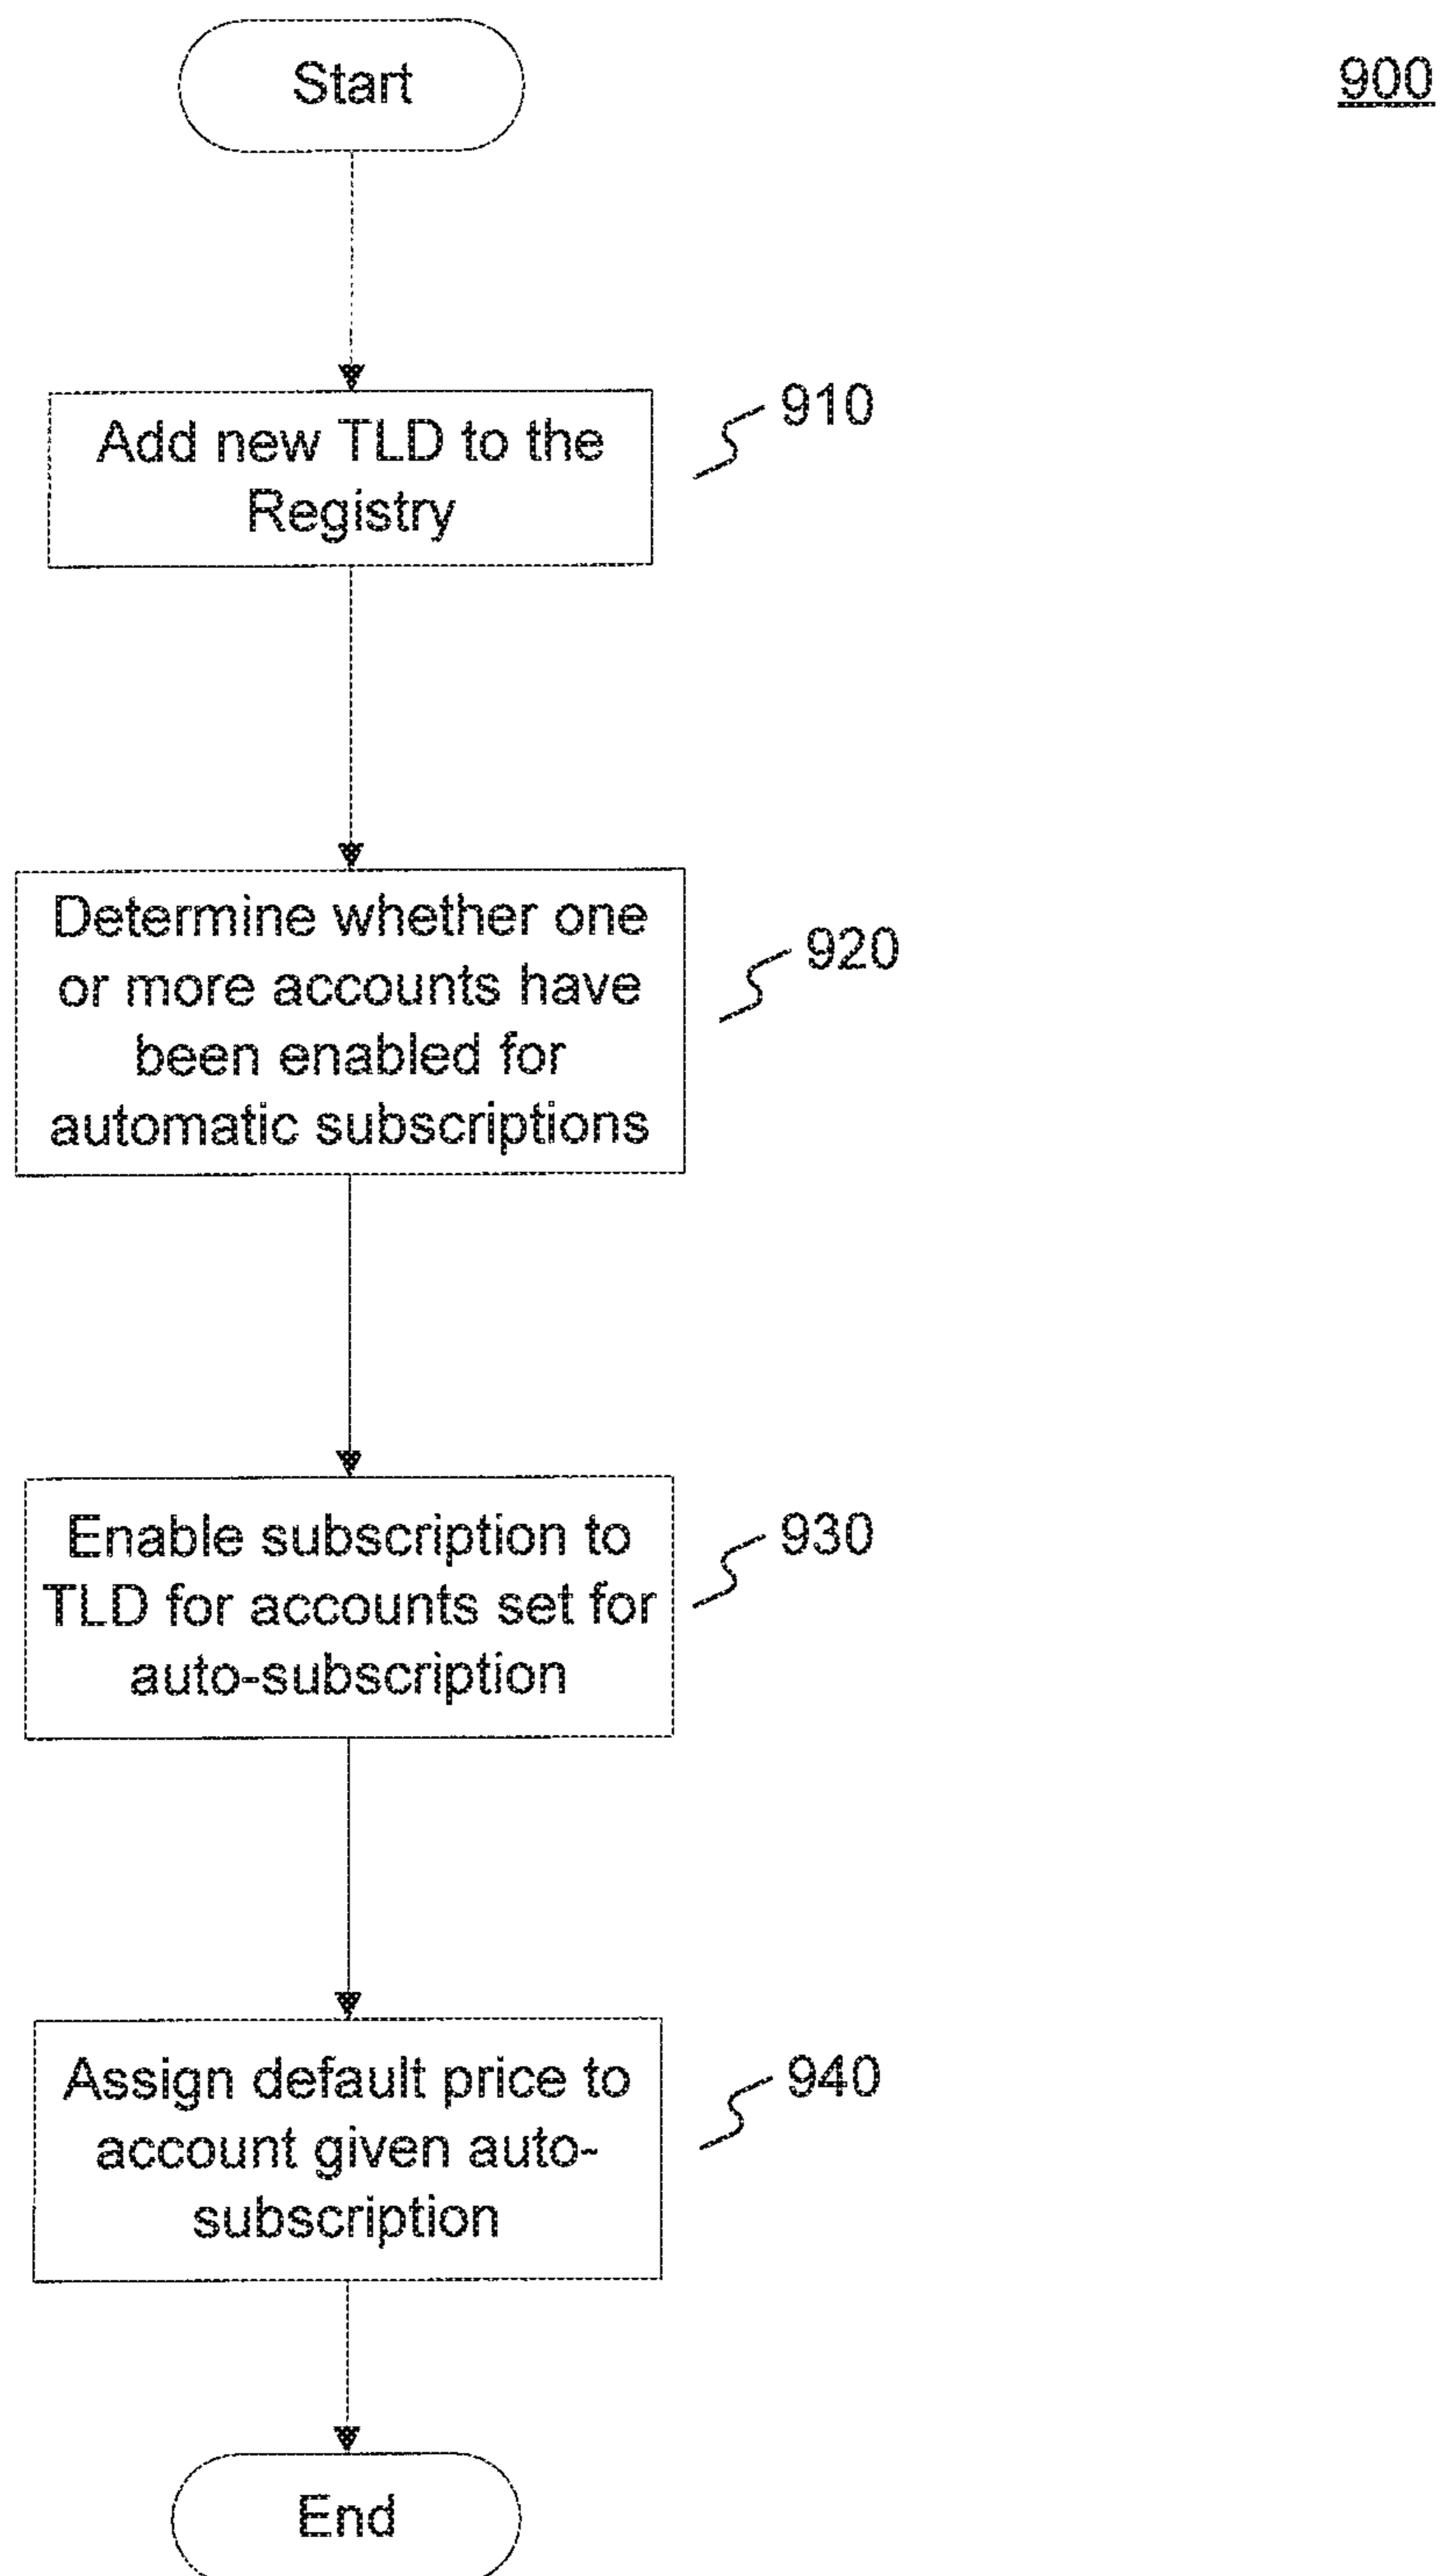 Start
900
Add new TLD to the
Registry
910
Determine whether one
or more accounts have
been enabled for
automatic subscriptions
920
Enable subscription to
TLD for accounts set for
auto-subscription
930
Assign default price to
account given auto-
subscription
940
End